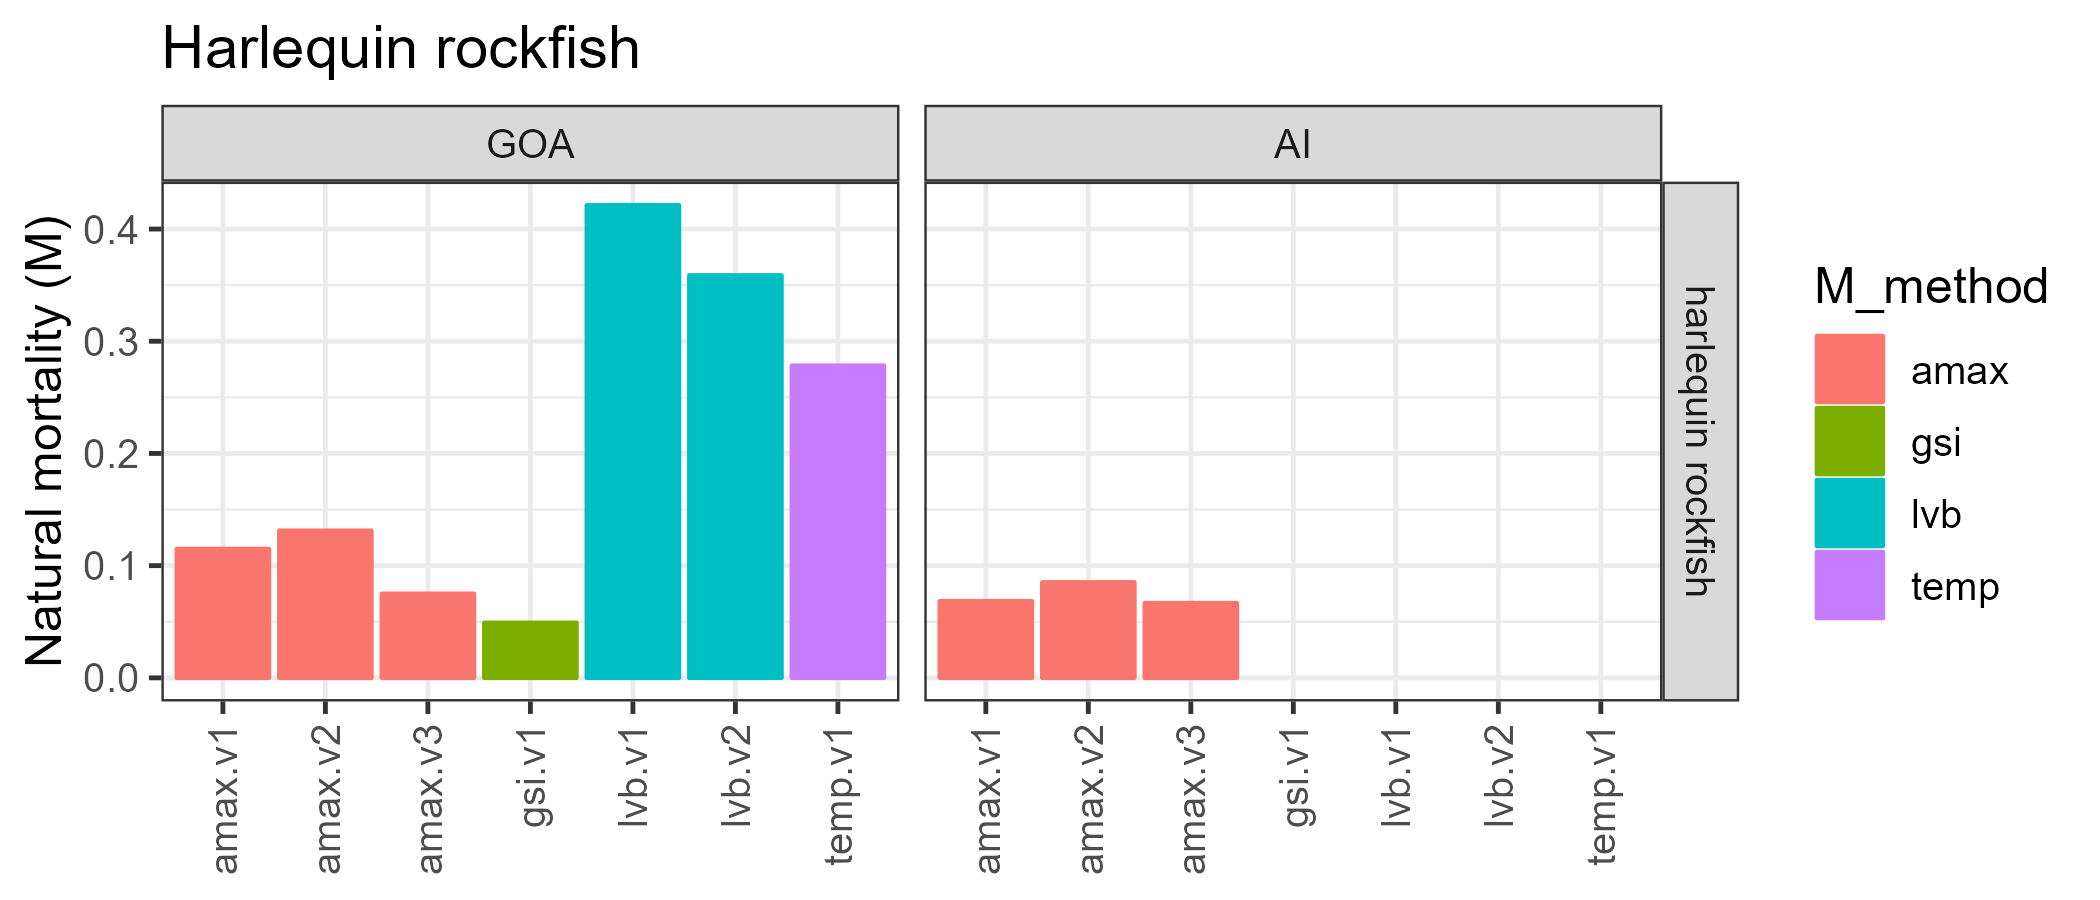 Harlequin rockfish
GOA
AI
Natural mortality (M)
0.4
0.3
0.2
0.1
0.0
harlequin rockfish
amax.v1
amax.v2
amax.v3
gsi.v1
lvb.v1
lvb.v2
temp.v1
amax.v1
amax.v2
amax.v3
gsi.v1
lvb.v1
lvb.v2
temp.v1
M_method
amax
gsi
lvb
temp